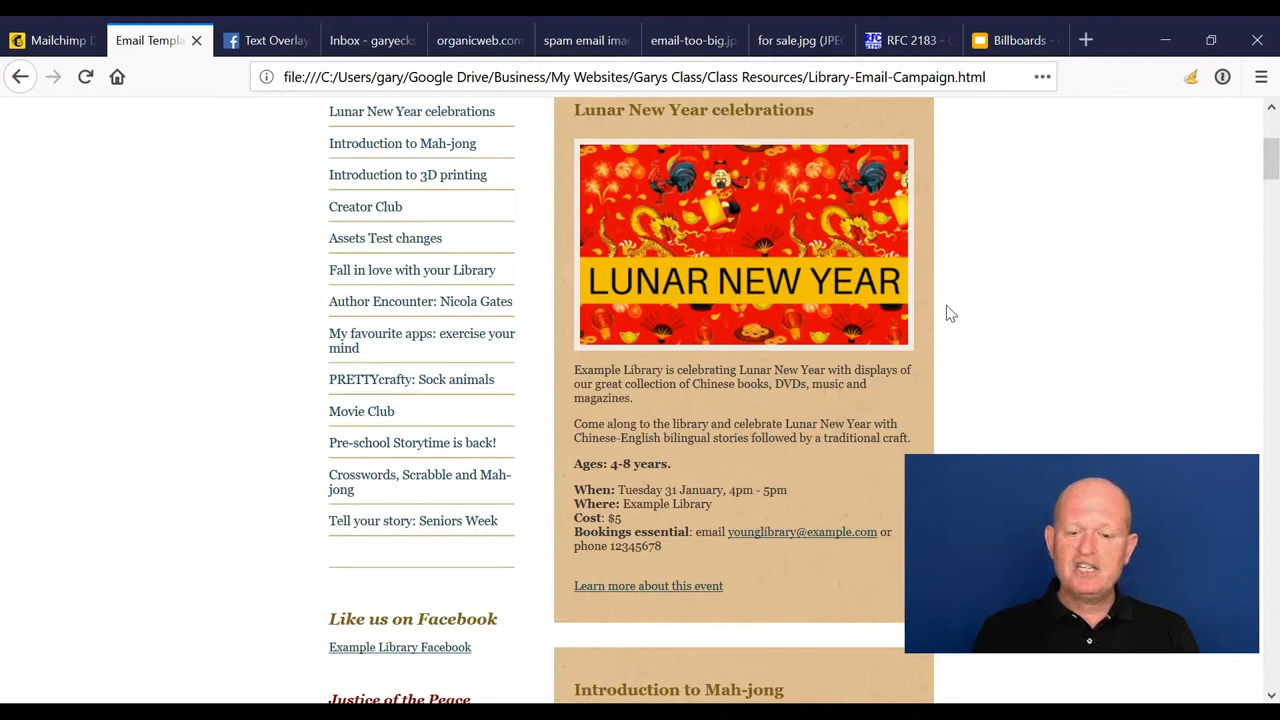 Mailchimp
Email Templa
Text Overlay
Inbox - garyecks
organicweb.com
spam email ima
email-too-big.jp
for sale.jpg (JPE
RFC 2183 -
Billboards -
file:///C:/Users/gary/Google Drive/Business/My Websites/Garys Class/Class Resources/Library-Email-Campaign.html
Lunar New Year celebrations
Introduction to Mah-jong
Introduction to 3D printing
Creator Club
Assets Test changes
Fall in love with your Library
Author Encounter: Nicola Gates
My favourite apps: exercise your
mind
PRETTYcrafty: Sock animals
Movie Club
Pre-school Storytime is back!
Crosswords, Scrabble and Mah-
jong
Tell your story: Seniors Week
Like us on Facebook
Example Library Facebook
Justice of the Peace
Lunar New Year celebrations
LUNAR NEW YEAR
Example Library is celebrating Lunar New Year with displays of
our great collection of Chinese books, DVDs, music and
magazines.
Come along to the library and celebrate Lunar New Year with
Chinese-English bilingual stories followed by a traditional craft.
Ages: 4-8 years.
When: Tuesday 31 January, 4pm - 5pm
Where: Example Library
Cost: $5
Bookings essential: email younglibrary@example.com or
phone 12345678
Learn more about this event
Introduction to Mah-jong